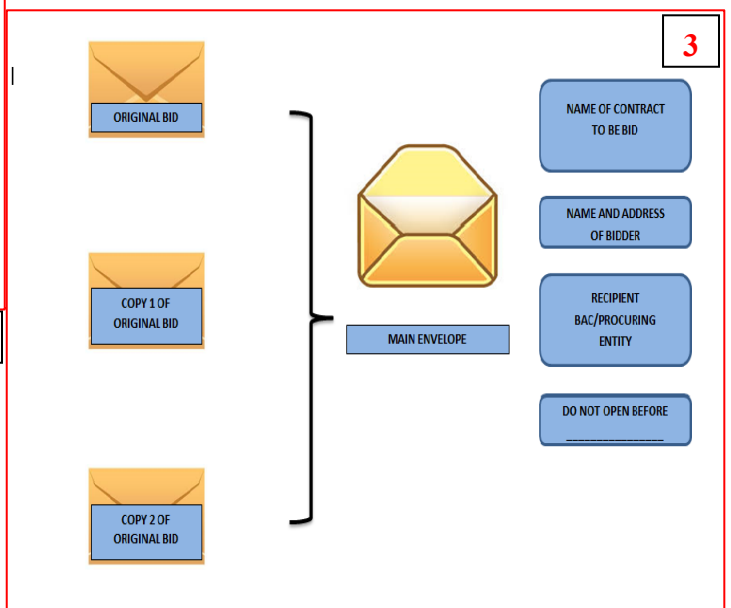 3
ORIGINAL BID
COPY 1 OF
ORIGINAL BID
COPY 2 OF
ORIGINAL BID
MAIN ENVELOPE
NAME OF CONTRACT
TO BE BID
NAME AND ADDRESS
OF BIDDER
RECIPIENT
BAC/PROCURING
ENTITY
DO NOT OPEN BEFORE
________________